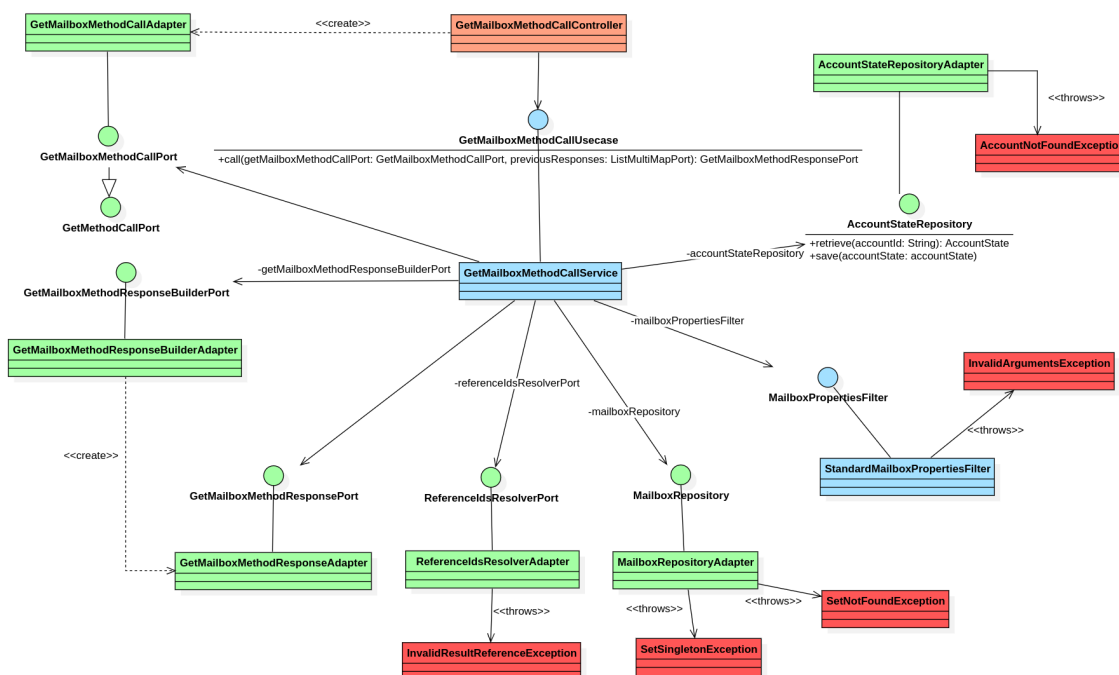 GetMailboxMethodCallAdapter
<<create>>
GetMailboxMethodCallController
AccountStateRepositoryAdapter
<<throws>>
GetMailboxMethodCallUsecase
+call(getMailboxMethodCallPort: GetMailboxMethodCallPort, previousResponses: ListMultiMapPort): GetMailboxMethodResponsePort
AccountNotFoundException
GetMailboxMethodCallPort
GetMethodCallPort
AccountStateRepository
+retrieve(accountId: String): AccountState
+save(accountState: accountState)
-accountStateRepository
GetMailboxMethodCallService
-getMailboxMethodResponseBuilderPort
GetMailboxMethodResponseBuilderPort
-mailboxPropertiesFilter
GetMailboxMethodResponseBuilderAdapter
InvalidArgumentsException
-referenceIdsResolverPort
MailboxPropertiesFilter
-mailboxRepository
<<throws>>
<<create>>
StandardMailboxPropertiesFilter
GetMailboxMethodResponsePort
ReferenceIdsResolverPort
MailboxRepository
GetMailboxMethodResponseAdapter
ReferenceIdsResolverAdapter
MailboxRepositoryAdapter
<<throws>>
<<throws>>
<<throws>>
SetNotFoundException
InvalidResultReferenceException
SetSingletonException